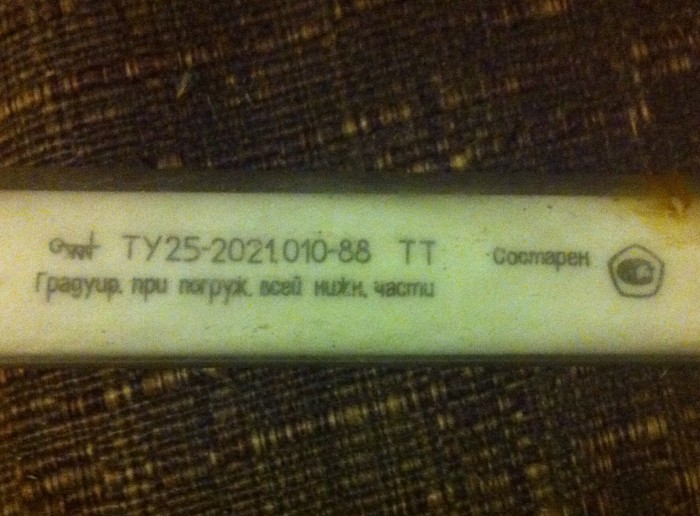 ТУ25-2021.010-88 ТТ Состарен
Градуир. при погруж. всей нижн. части